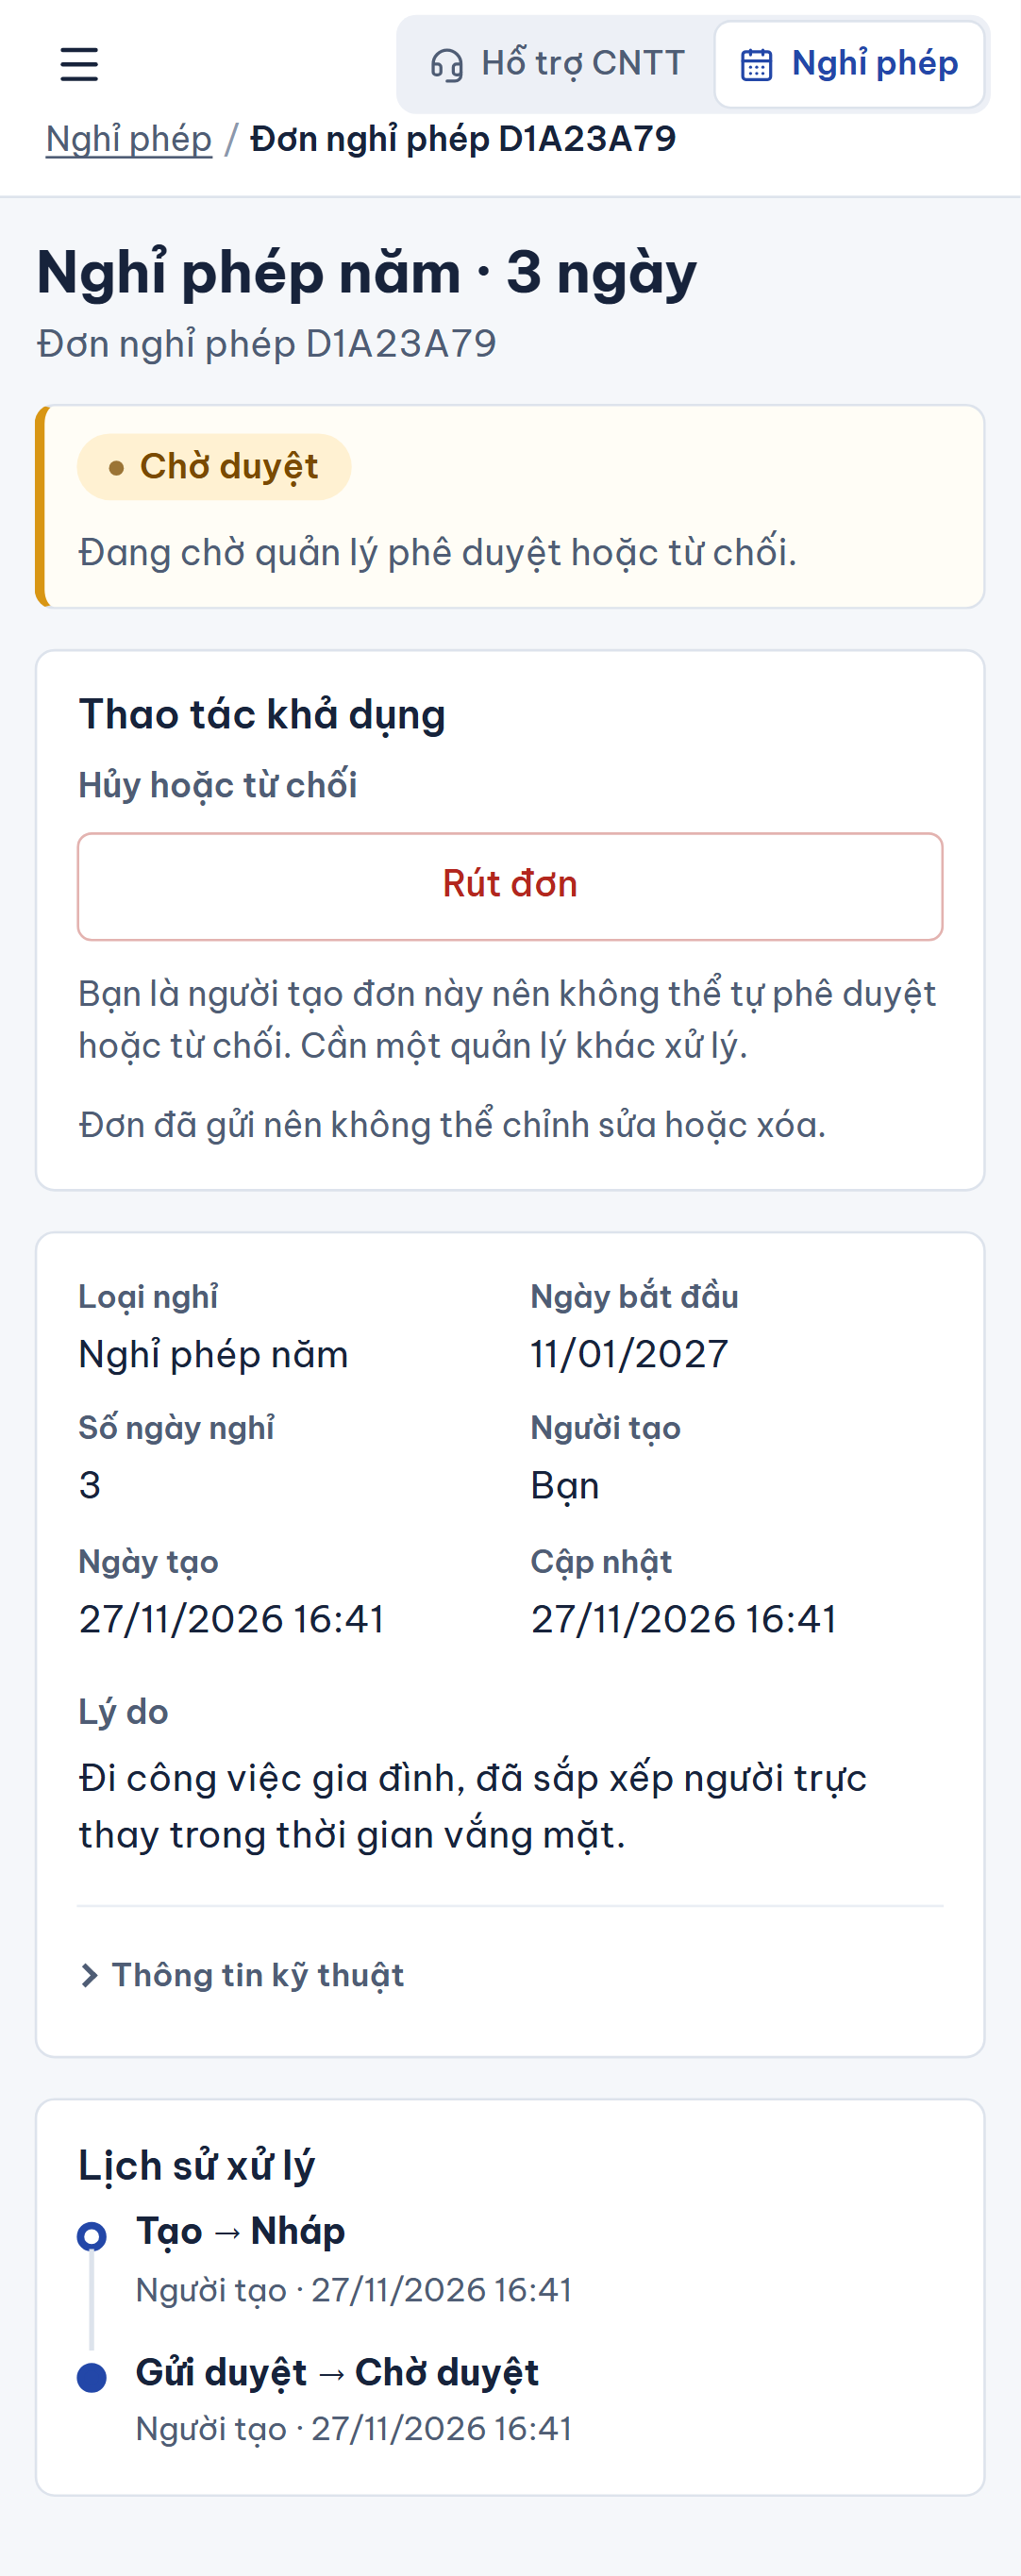 Hỗ trợ CNTT
Nghỉ phép
Nghỉ phép / Đơn nghỉ phép D1A23A79
Nghỉ phép năm · 3 ngày
Đơn nghỉ phép D1A23A79
Chờ duyệt
Đang chờ quản lý phê duyệt hoặc từ chối.
Thao tác khả dụng
Hủy hoặc từ chối
Rút đơn
Bạn là người tạo đơn này nên không thể tự phê duyệt
hoặc từ chối. Cần một quản lý khác xử lý.
Đơn đã gửi nên không thể chỉnh sửa hoặc xóa.
Loại nghỉ
Nghỉ phép năm
Ngày bắt đầu
11/01/2027
Số ngày nghỉ
3
Người tạo
Bạn
Ngày tạo
27/11/2026 16:41
Cập nhật
27/11/2026 16:41
Lý do
Đi công việc gia đình, đã sắp xếp người trực
thay trong thời gian vắng mặt.
Thông tin kỹ thuật
Lịch sử xử lý
Tạo → Nháp
Người tạo · 27/11/2026 16:41
Gửi duyệt → Chờ duyệt
Người tạo · 27/11/2026 16:41